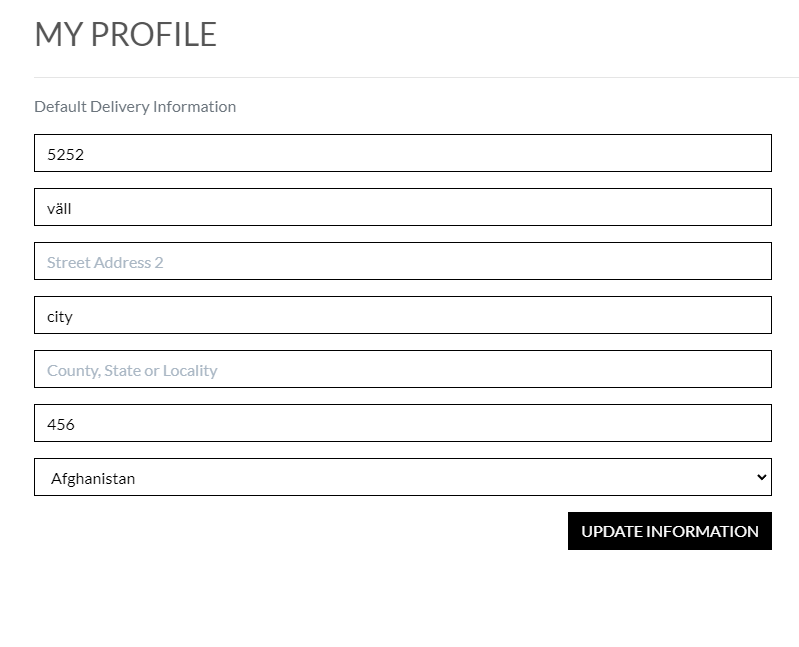 MY PROFILE
Default Delivery Information
5252
väll
Street Address 2
city
County, State or Locality
456
Afghanistan
UPDATE INFORMATION